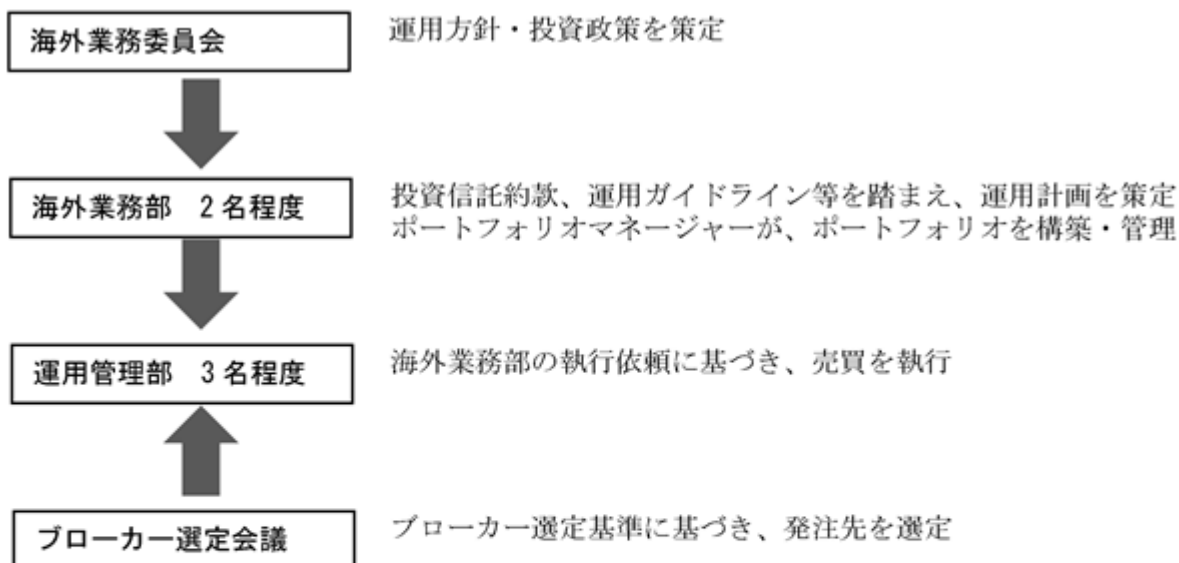 海外業務委員会
運用方針・投資政策を策定
海外業務部 2名程度
投資信託約款、運用ガイドライン等を踏まえ、運用計画を策定
ポートフォリオマネージャーが、ポートフォリオを構築・管理
運用管理部 3名程度
海外業務部の執行依頼に基づき、売買を執行
ブローカー選定会議
ブローカー選定基準に基づき、発注先を選定